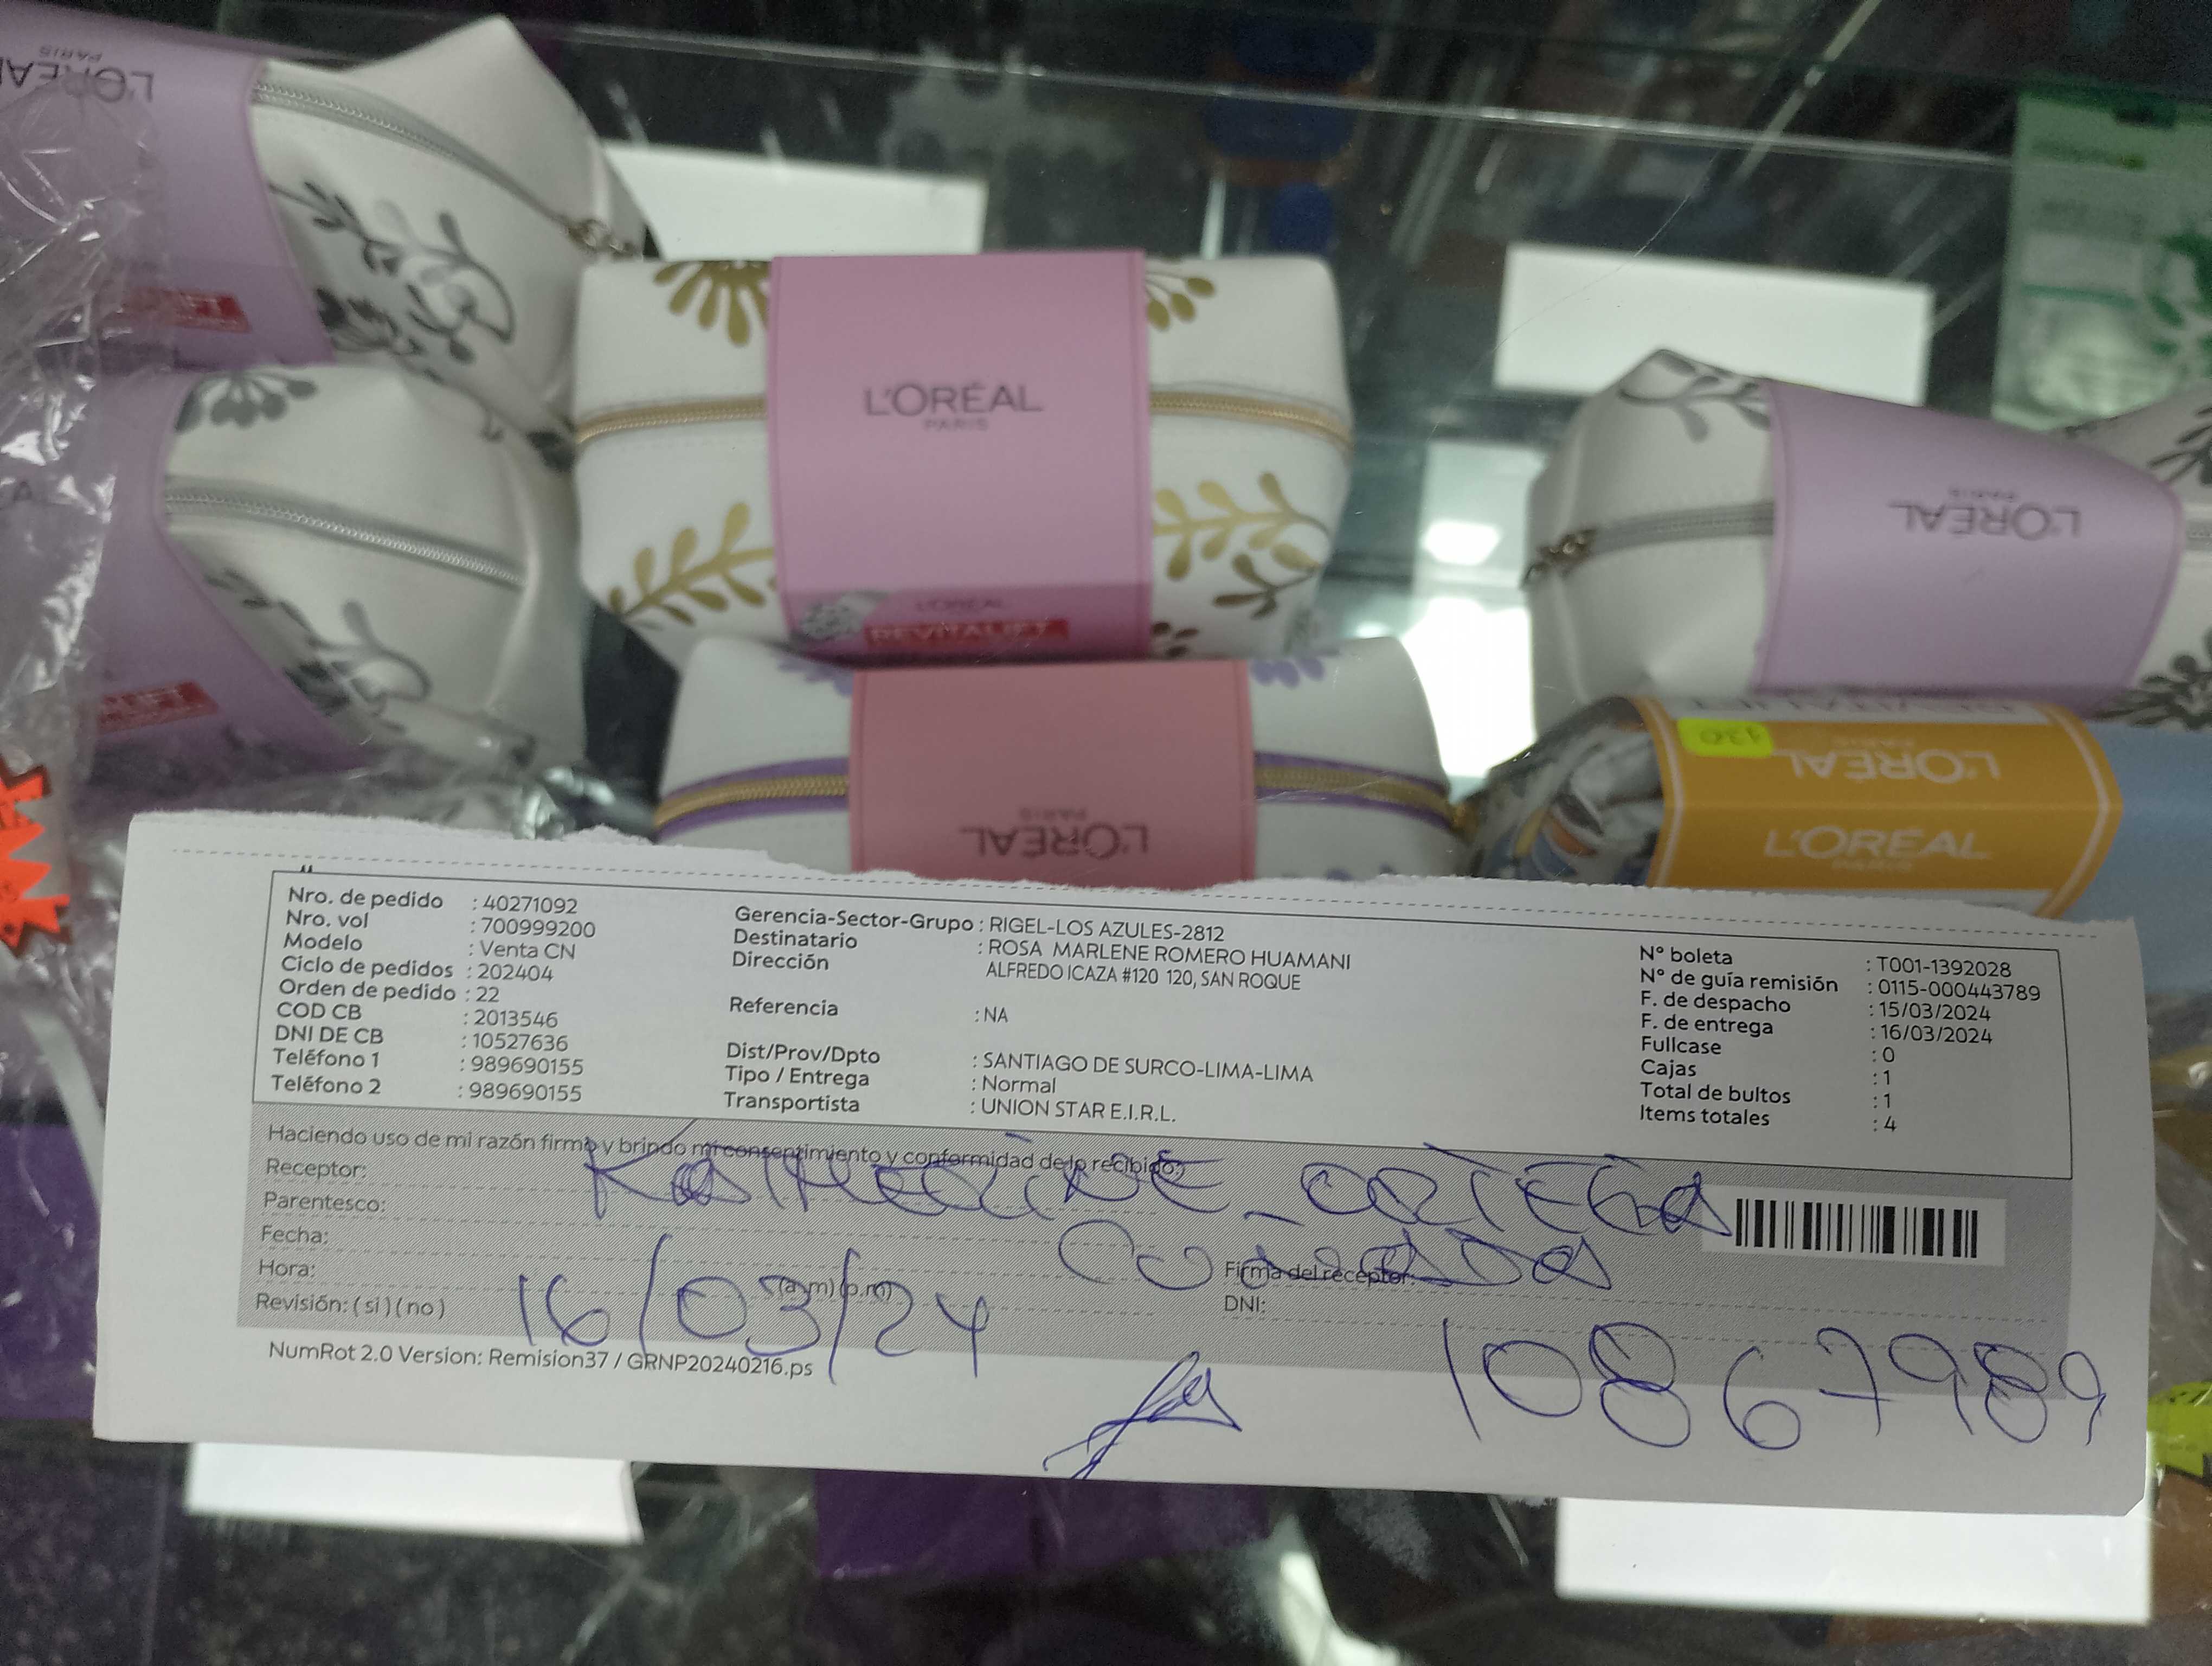 L'ORÉAL
PARIS
L'ORÉAL
PARIS
L'ORÉAL
REVITALIFT
L'ORÉAL
PARIS
L'ORÉAL
PARIS
130
L'ORÉAL
PARIS
L'ORÉAL
PARIS
Nro. de pedido : 40271092
Nro. vol : 700999200
Modelo : Venta CN
Ciclo de pedidos : 202404
Orden de pedido : 22
COD CB : 2013546
DNI DE CB : 10527636
Teléfono 1 : 989690155
Teléfono 2 : 989690155
Gerencia-Sector-Grupo : RIGEL-LOS AZULES-2812
Destinatario : ROSA MARLENE ROMERO HUAMANI
Dirección ALFREDO ICAZA #120 120, SAN ROQUE
Referencia : NA
Dist/Prov/Dpto : SANTIAGO DE SURCO-LIMA-LIMA
Tipo / Entrega : Normal
Transportista : UNION STAR E.I.R.L.
N° boleta : T001-1392028
N° de guía remisión : 0115-000443789
F. de despacho : 15/03/2024
F. de entrega : 16/03/2024
Fullcase : 0
Cajas : 1
Total de bultos : 1
Items totales : 4
Haciendo uso de mi razón firmo y brindo mi consentimiento y conformidad de lo recibido:
Receptor: KATHERINE ORTEGA
Parentesco:
Fecha: 16/03/24
Hora: (a.m) (p.m)
Revisión: (si) (no)
Firma del receptor:
DNI: 10867989
NumRot 2.0 Version: Remision37 / GRNP20240216.ps